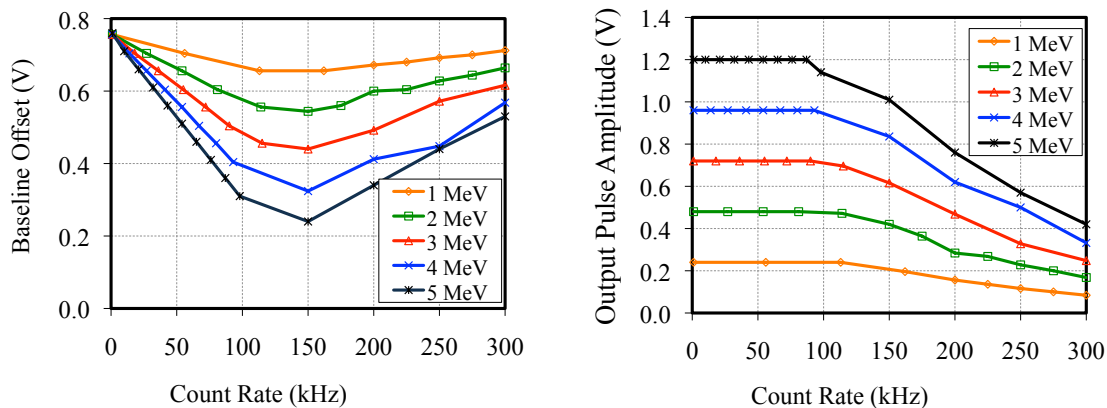 Baseline Offset (V)
0.8
0.6
0.4
0.2
0.0
1 MeV
2 MeV
3 MeV
4 MeV
5 MeV
0 50 100 150 200 250 300
Count Rate (kHz)
Output Pulse Amplitude (V)
1.4
1.2
1.0
0.8
0.6
0.4
0.2
0.0
1 MeV
2 MeV
3 MeV
4 MeV
5 MeV
0 50 100 150 200 250 300
Count Rate (kHz)